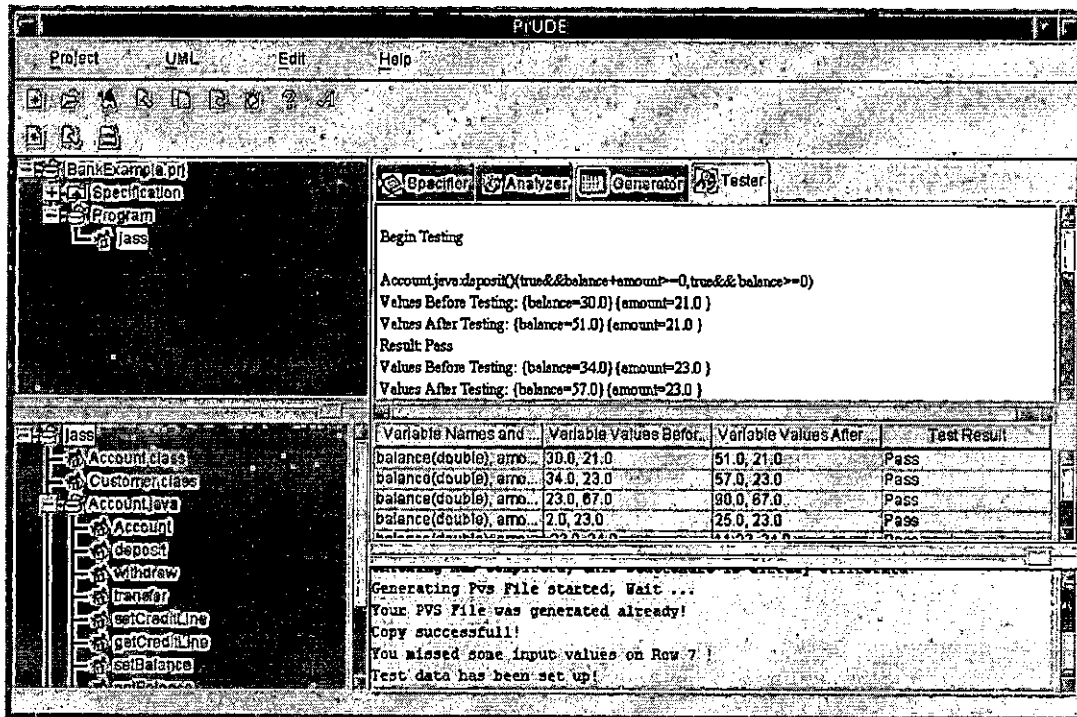 PrUDE
Project UML Edit Help
BankExample.prj
Specification
Program
jass
Specifier Analyzer Generator Tester
Begin Testing
Account.java:deposit()(true&&balance+amount>=0,true&& balance>=0)
Values Before Testing: {balance=30.0} {amount=21.0 }
Values After Testing: {balance=51.0} {amount=21.0 }
Result: Pass
Values Before Testing: {balance=34.0} {amount=23.0 }
Values After Testing: {balance=57.0} {amount=23.0 }
Variable Names and ... Variable Values Befor... Variable Values After ... Test Result
balance(double), amo... 30.0, 21.0 51.0, 21.0 Pass
balance(double), amo... 34.0, 23.0 57.0, 23.0 Pass
balance(double), amo... 23.0, 67.0 90.0, 67.0 Pass
balance(double), amo... 2.0, 23.0 25.0, 23.0 Pass
jass
Account.class
Customer.class
Account.java
Account
deposit
withdraw
transfer
setCreditLine
getCreditLine
setBalance
Generating Pvs File started, Wait ...
Your PVS File was generated already!
Copy successfull!
You missed some input values on Row 7 !
Test data has been set up!